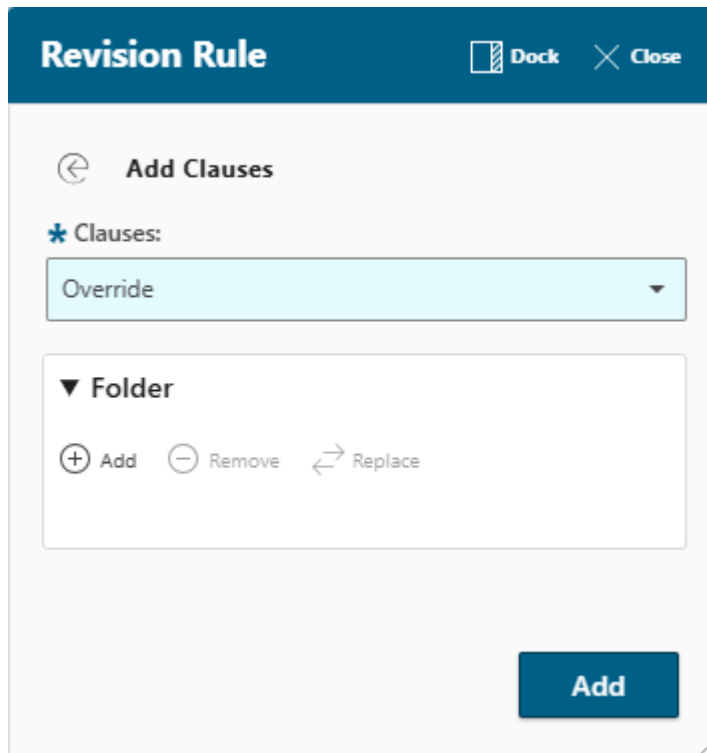 Revision Rule Dock Close
Add Clauses
* Clauses:
Override
Folder
Add Remove Replace
Add